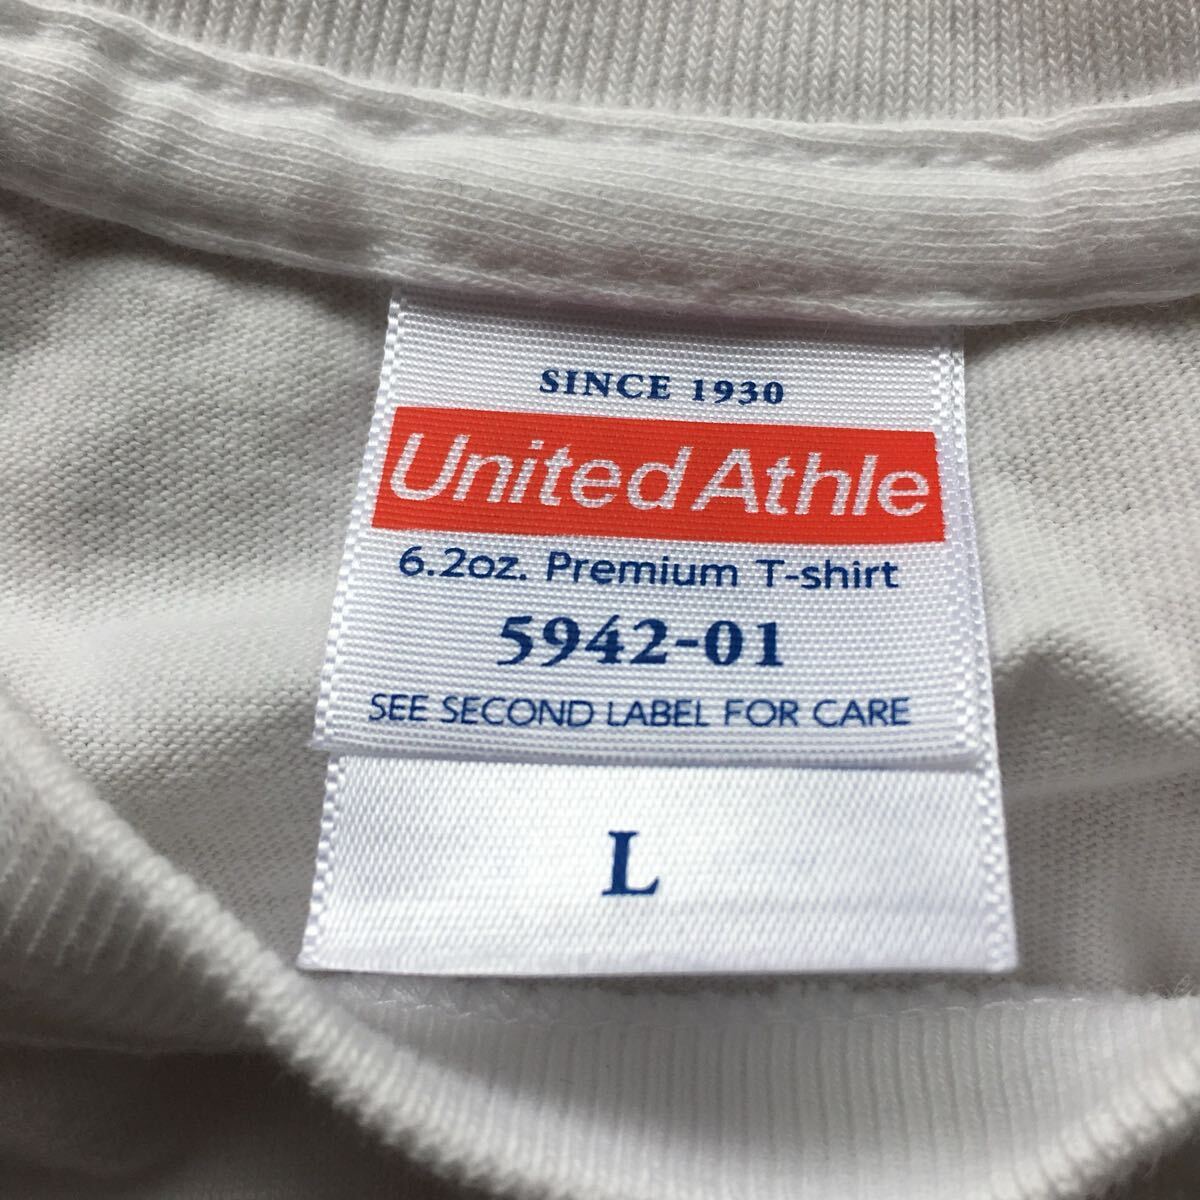 SINCE 1930
United Athle
6.2oz. Premium T-shirt
5942-01
SEE SECOND LABEL FOR CARE
L